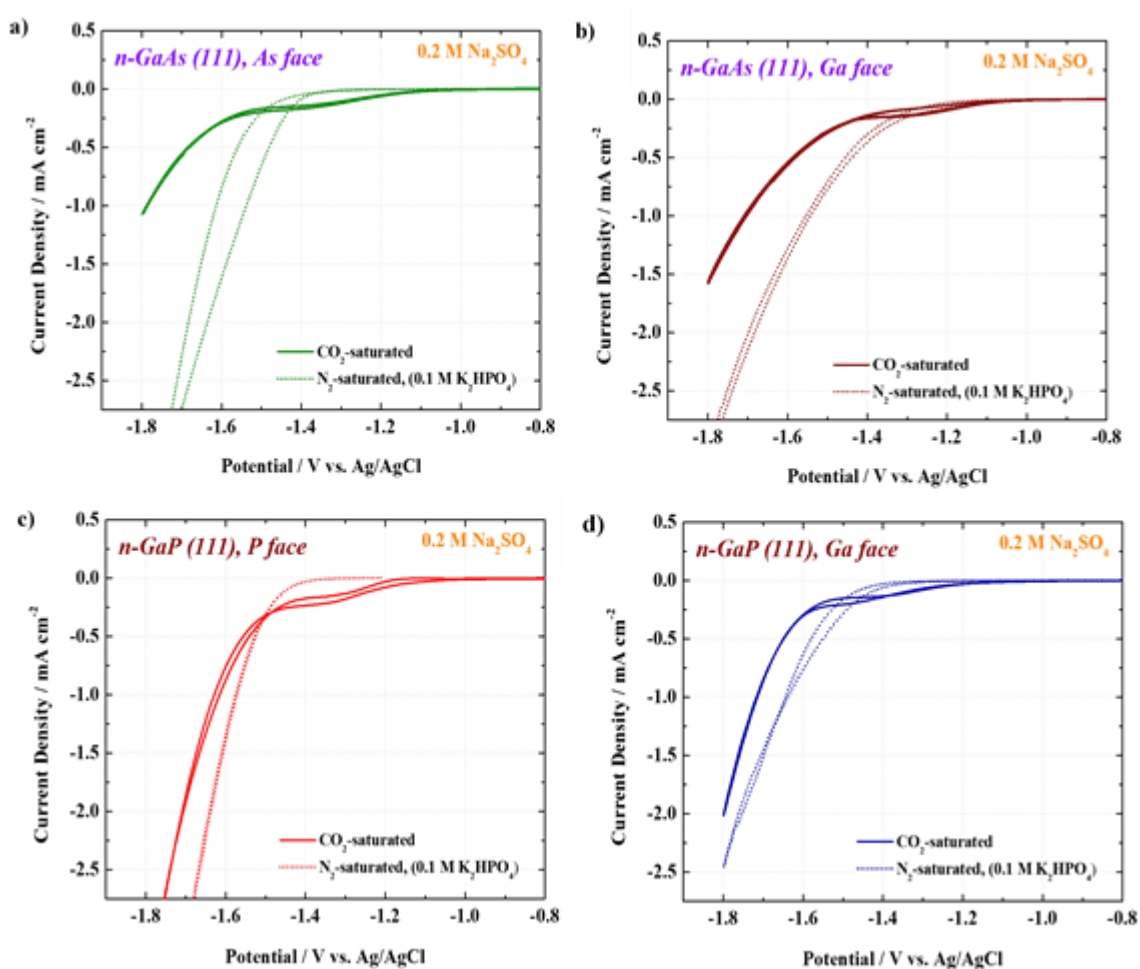 a)
n-GaAs (111), As face
0.2 M Na₂SO₄
0.5
0.0
-0.5
-1.0
-1.5
-2.0
-2.5
Current Density / mA cm⁻²
CO₂-saturated
N₂-saturated, (0.1 M K₂HPO₄)
-1.8 -1.6 -1.4 -1.2 -1.0 -0.8
Potential / V vs. Ag/AgCl
b)
n-GaAs (111), Ga face
0.2 M Na₂SO₄
0.5
0.0
-0.5
-1.0
-1.5
-2.0
-2.5
Current Density / mA cm⁻²
CO₂-saturated
N₂-saturated, (0.1 M K₂HPO₄)
-1.8 -1.6 -1.4 -1.2 -1.0 -0.8
Potential / V vs. Ag/AgCl
c)
n-GaP (111), P face
0.2 M Na₂SO₄
0.5
0.0
-0.5
-1.0
-1.5
-2.0
-2.5
Current Density / mA cm⁻²
CO₂-saturated
N₂-saturated, (0.1 M K₂HPO₄)
-1.8 -1.6 -1.4 -1.2 -1.0 -0.8
Potential / V vs. Ag/AgCl
d)
n-GaP (111), Ga face
0.2 M Na₂SO₄
0.5
0.0
-0.5
-1.0
-1.5
-2.0
-2.5
Current Density / mA cm⁻²
CO₂-saturated
N₂-saturated, (0.1 M K₂HPO₄)
-1.8 -1.6 -1.4 -1.2 -1.0 -0.8
Potential / V vs. Ag/AgCl